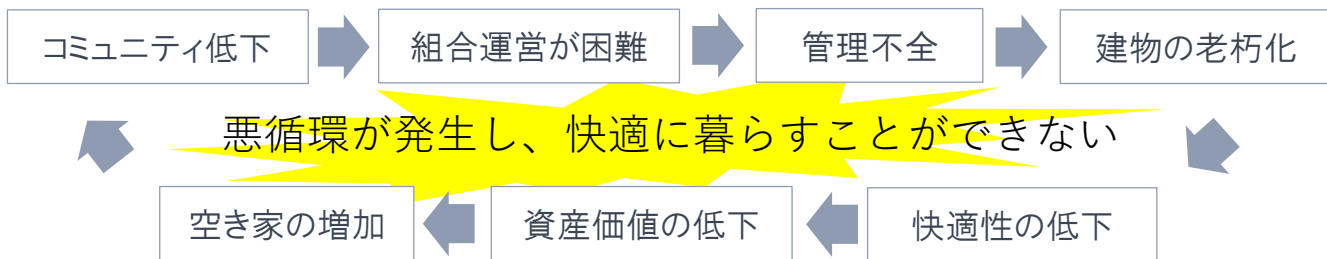 コミュニティ低下
組合運営が困難
管理不全
建物の老朽化
悪循環が発生し、快適に暮らすことができない
空き家の増加
資産価値の低下
快適性の低下